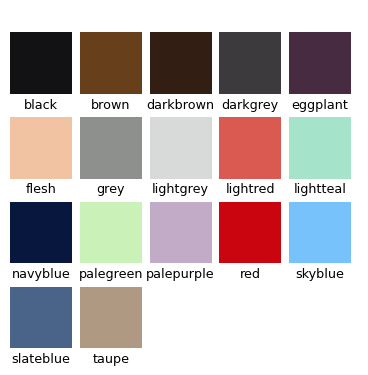 black brown darkbrown darkgrey eggplant
flesh grey lightgrey lightred lightteal
navyblue palegreen palepurple red skyblue
slateblue taupe